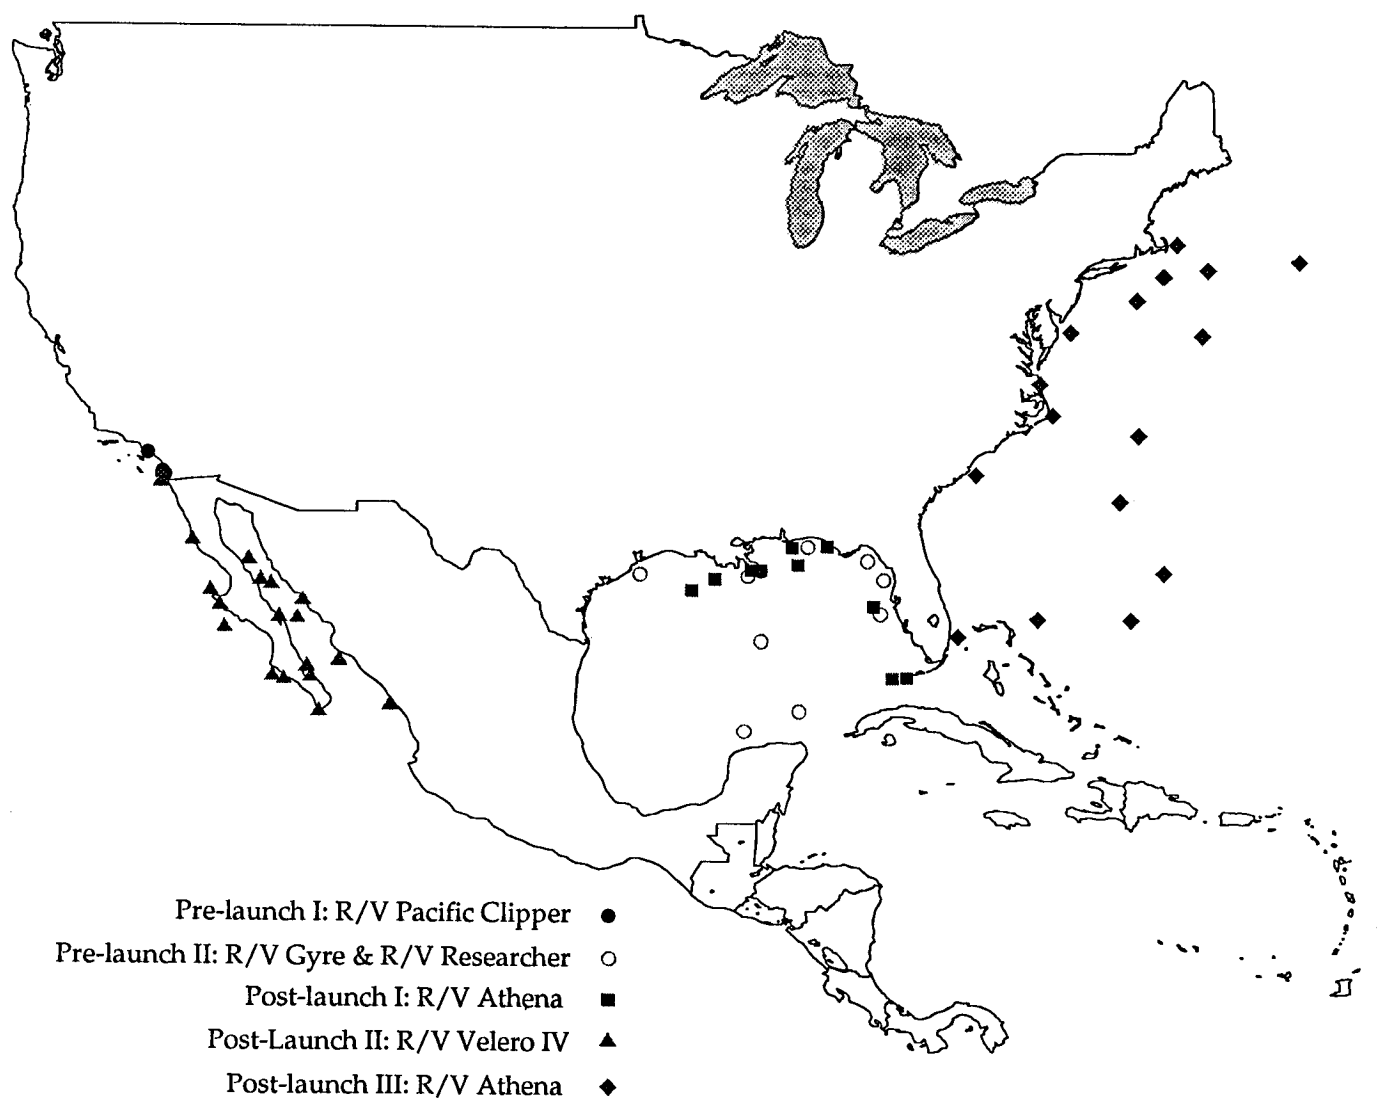 Pre-launch I: R/V Pacific Clipper
Pre-launch II: R/V Gyre & R/V Researcher
Post-launch I: R/V Athena
Post-Launch II: R/V Velero IV
Post-launch III: R/V Athena